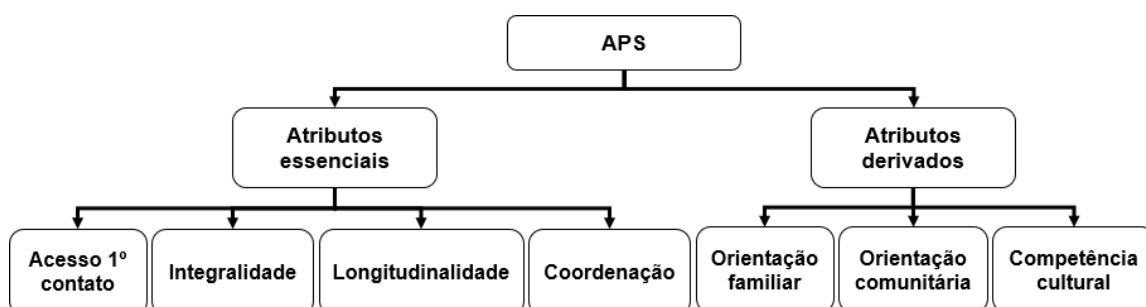 APS
Atributos
essenciais
Atributos
derivados
Acesso 1º
contato
Integralidade
Longitudinalidade
Coordenação
Orientação
familiar
Orientação
comunitária
Competência
cultural